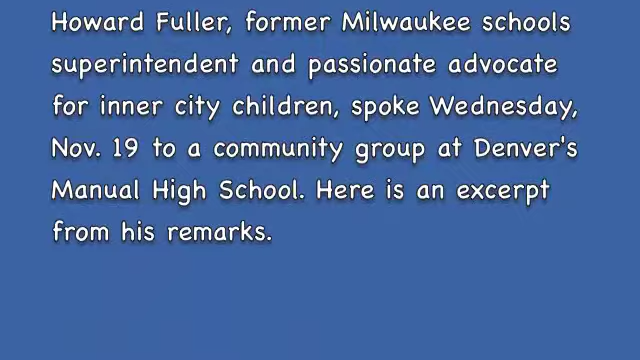 Howard Fuller, former Milwaukee schools
superintendent and passionate advocate
for inner city children, spoke Wednesday,
Nov. 19 to a community group at Denver's
Manual High School. Here is an excerpt
from his remarks.